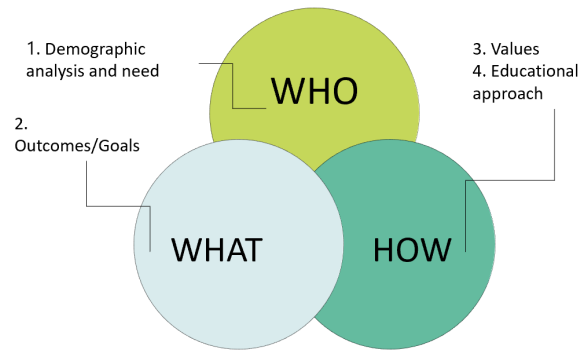 1. Demographic
analysis and need
WHO
3. Values
4. Educational
approach
2.
Outcomes/Goals
WHAT
HOW